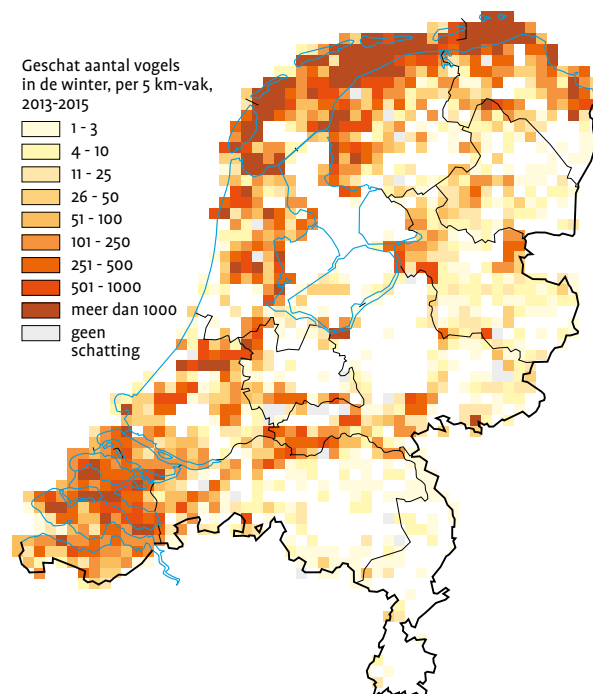 Geschat aantal vogels
in de winter, per 5 km-vak,
2013-2015
1 - 3
4 - 10
11 - 25
26 - 50
51 - 100
101 - 250
251 - 500
501 - 1000
meer dan 1000
geen
schatting